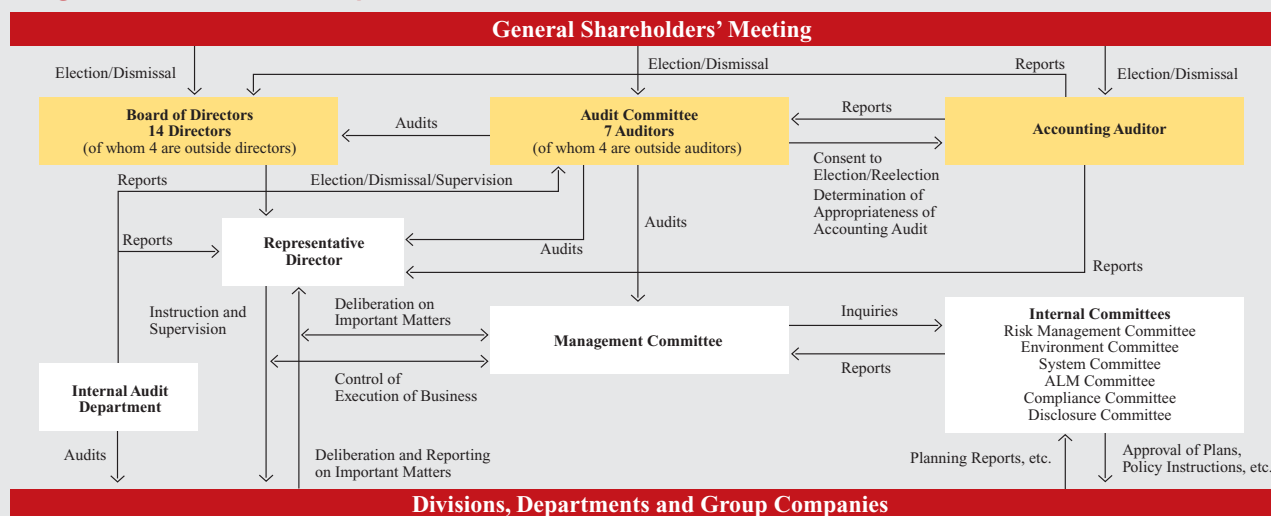 General Shareholders' Meeting
Election/Dismissal
Election/Dismissal
Reports
Election/Dismissal
Board of Directors
14 Directors
(of whom 4 are outside directors)
Audits
Audit Committee
7 Auditors
(of whom 4 are outside auditors)
Reports
Accounting Auditor
Consent to
Election/Reelection
Determination of
Appropriateness of
Accounting Audit
Reports
Election/Dismissal/Supervision
Reports
Representative
Director
Audits
Audits
Reports
Instruction and
Supervision
Deliberation on
Important Matters
Management Committee
Inquiries
Reports
Internal Committees
Risk Management Committee
Environment Committee
System Committee
ALM Committee
Compliance Committee
Disclosure Committee
Internal Audit
Department
Control of
Execution of Business
Audits
Deliberation and Reporting
on Important Matters
Planning Reports, etc.
Approval of Plans,
Policy Instructions, etc.
Divisions, Departments and Group Companies